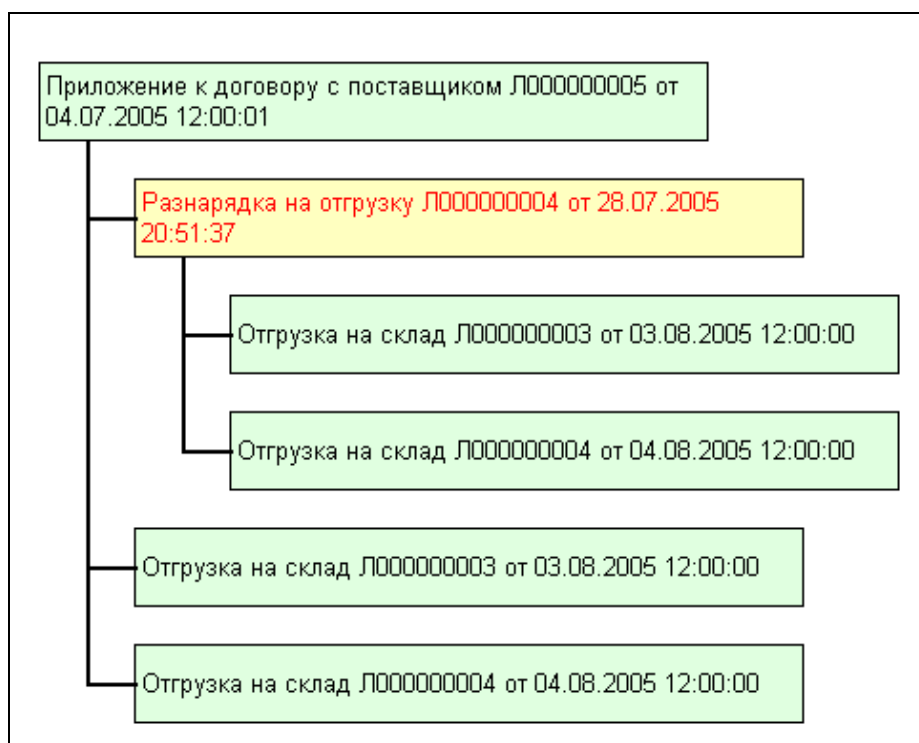 Приложение к договору с поставщиком Л000000005 от
04.07.2005 12:00:01
Разнарядка на отгрузку Л000000004 от 28.07.2005
20:51:37
Отгрузка на склад Л000000003 от 03.08.2005 12:00:00
Отгрузка на склад Л000000004 от 04.08.2005 12:00:00
Отгрузка на склад Л000000003 от 03.08.2005 12:00:00
Отгрузка на склад Л000000004 от 04.08.2005 12:00:00